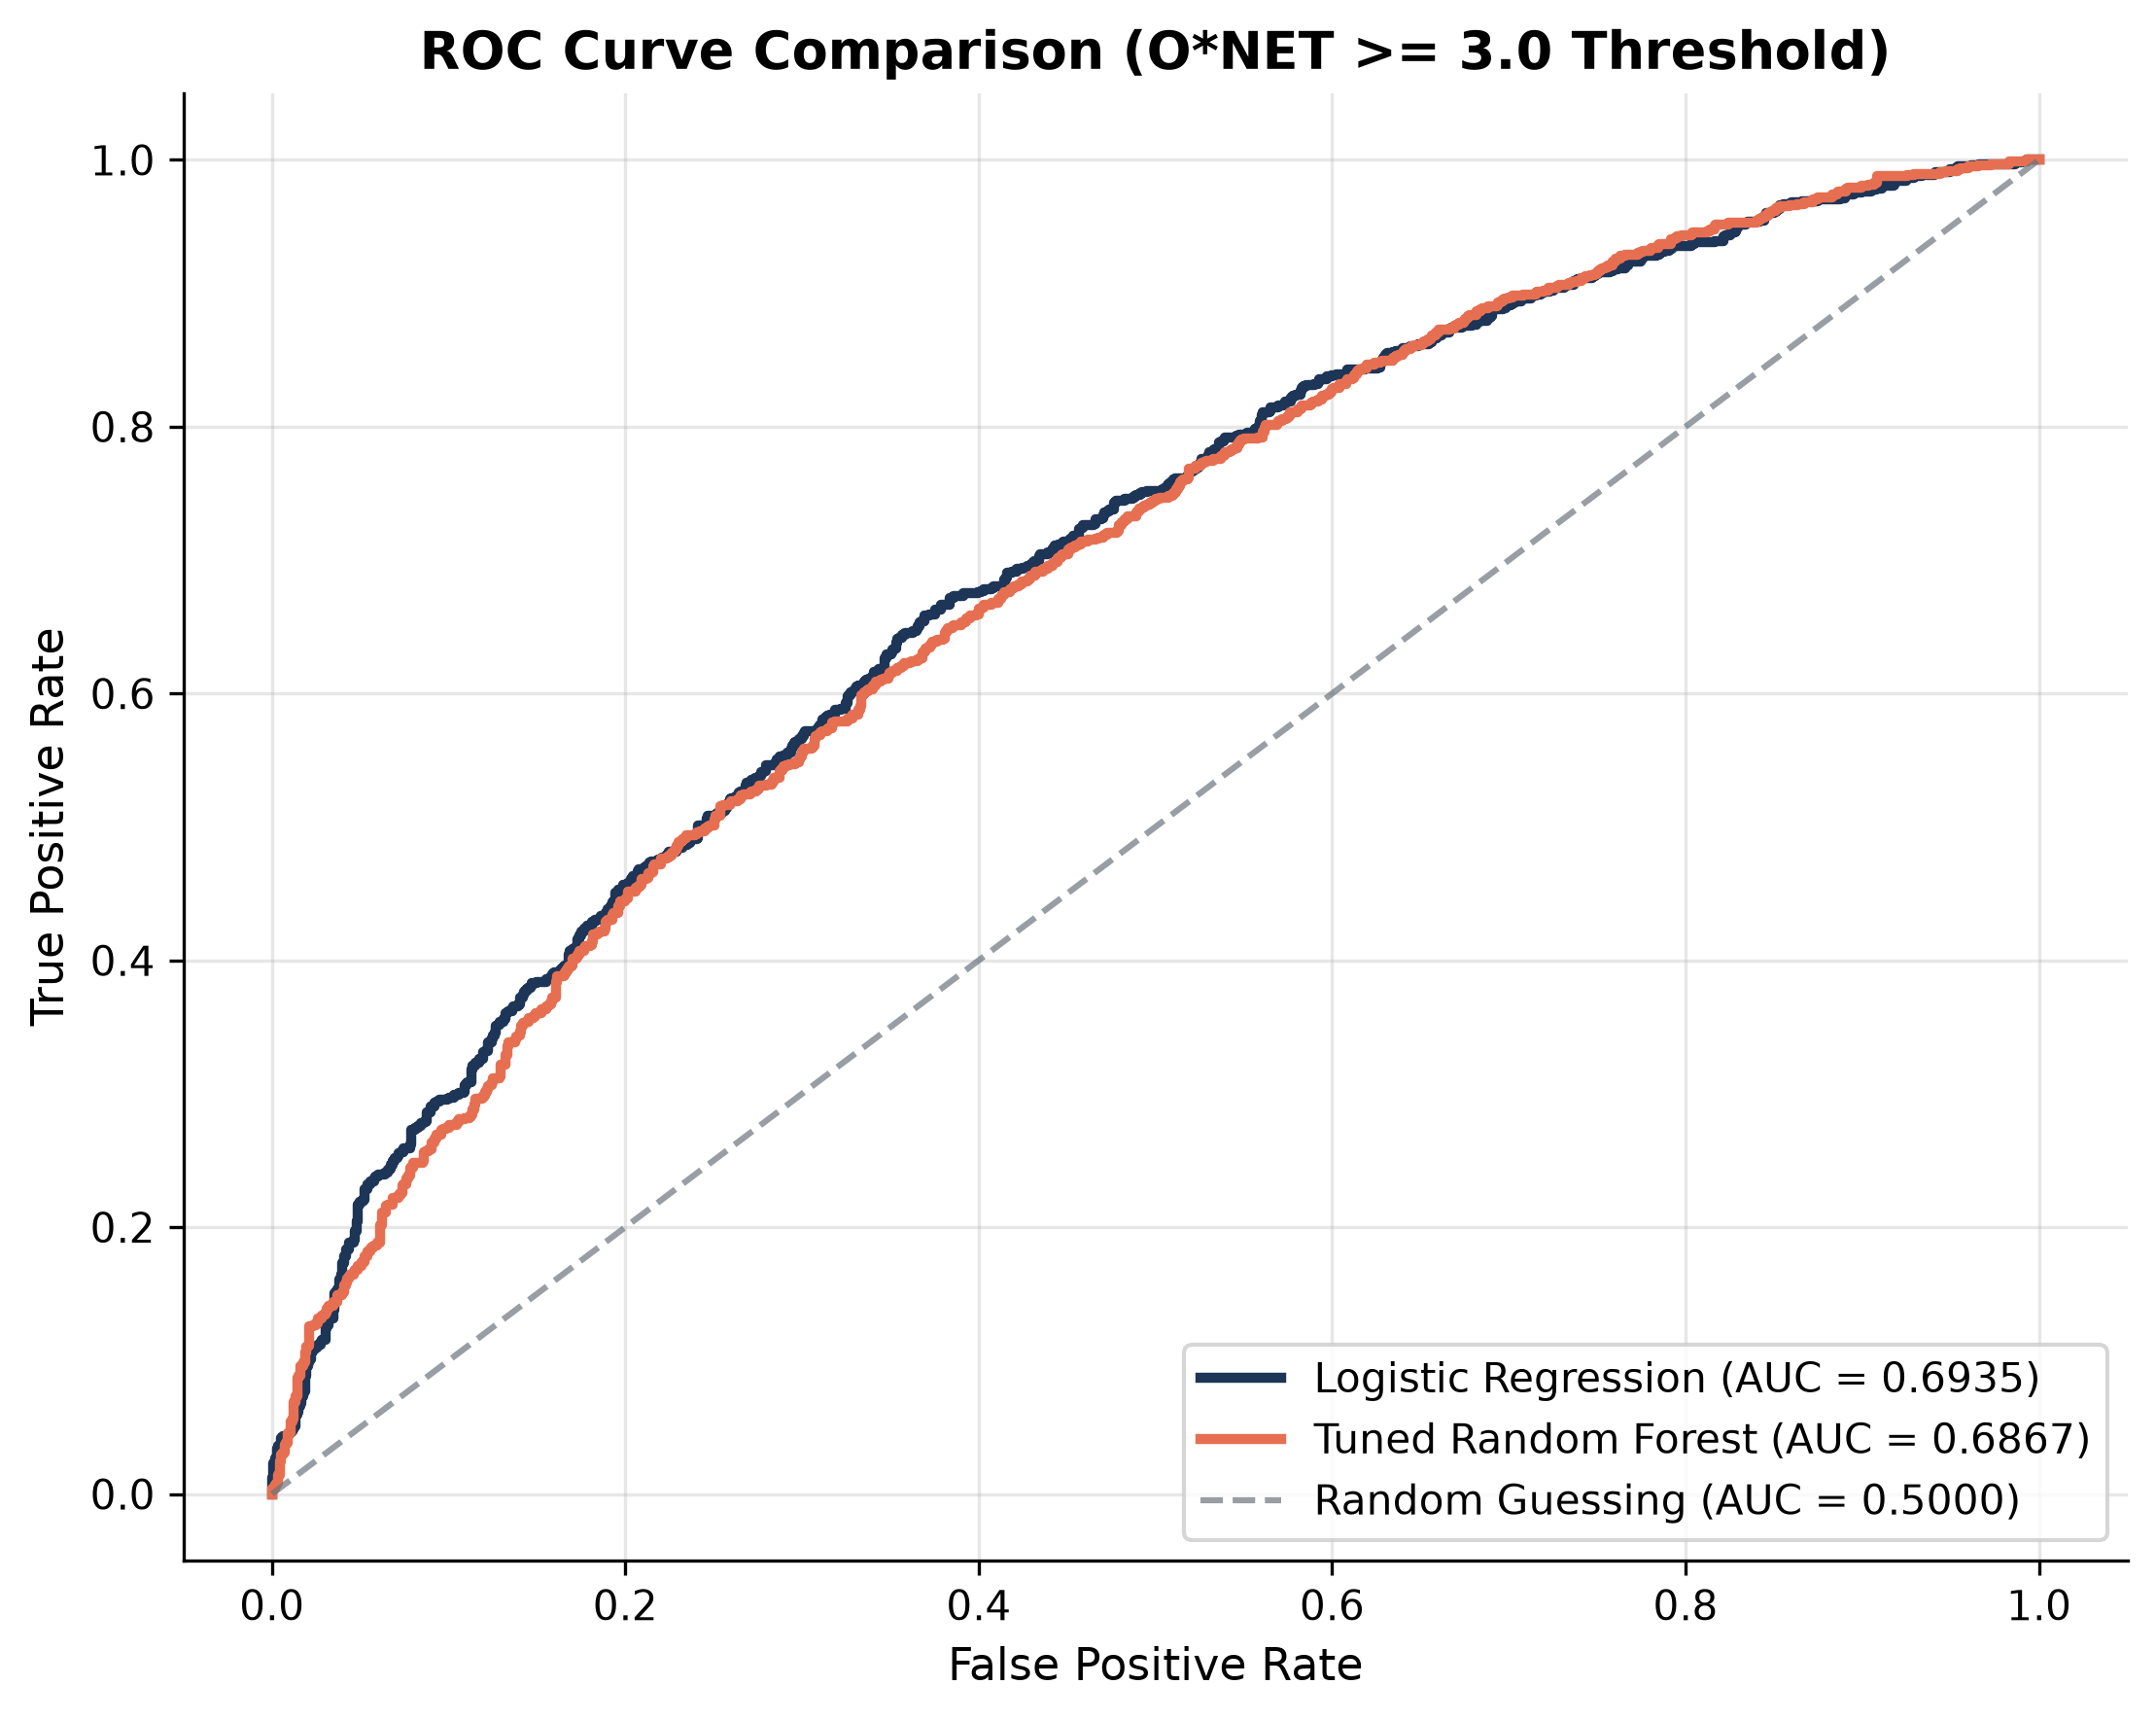 ROC Curve Comparison (O*NET >= 3.0 Threshold)
True Positive Rate
1.0
0.8
0.6
0.4
0.2
0.0
Logistic Regression (AUC = 0.6935)
Tuned Random Forest (AUC = 0.6867)
Random Guessing (AUC = 0.5000)
0.0 0.2 0.4 0.6 0.8 1.0
False Positive Rate